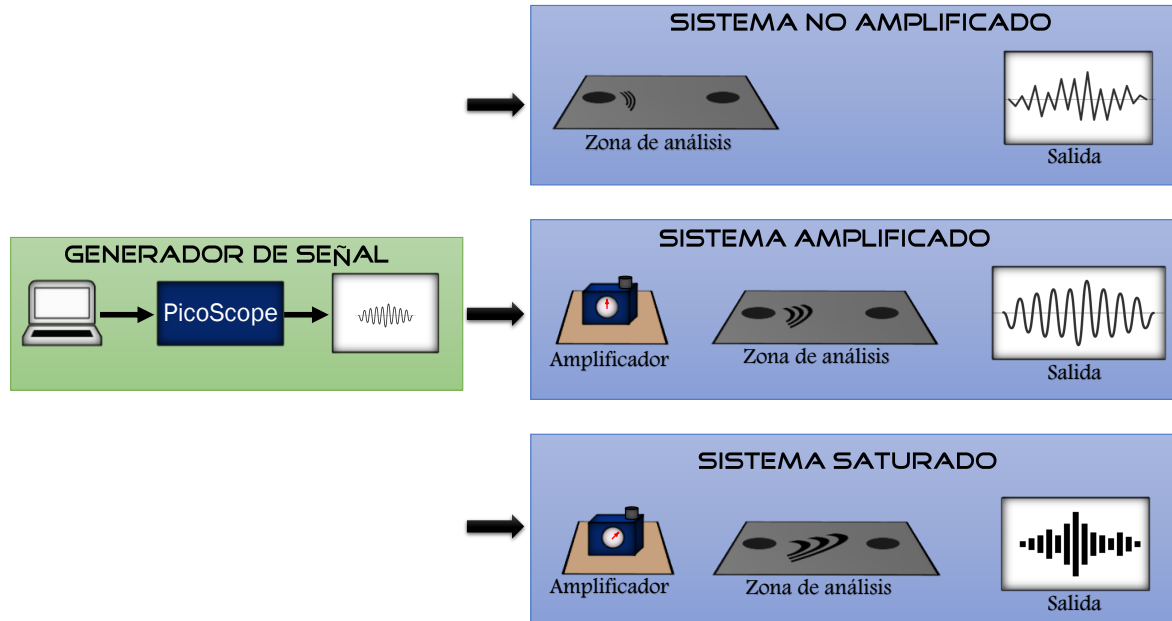 SISTEMA NO AMPLIFICADO
Zona de análisis
Salida
GENERADOR DE SEÑAL
PicoScope
SISTEMA AMPLIFICADO
Amplificador
Zona de análisis
Salida
SISTEMA SATURADO
Amplificador
Zona de análisis
Salida